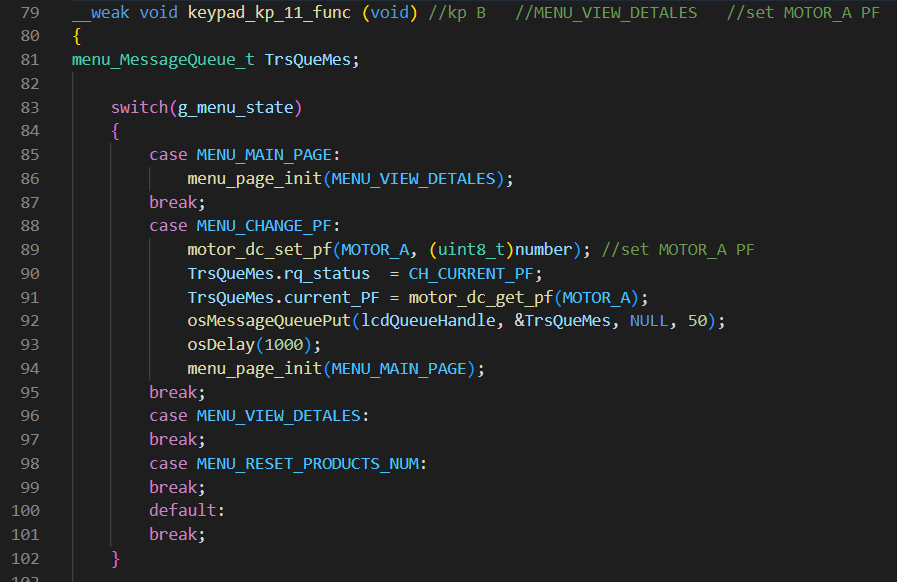 79 __weak void keypad_kp_11_func (void) //kp B   //MENU_VIEW_DETALES   //set MOTOR_A PF
80 {
81 menu_MessageQueue_t TrsQueMes;
82
83     switch(g_menu_state)
84     {
85         case MENU_MAIN_PAGE:
86             menu_page_init(MENU_VIEW_DETALES);
87         break;
88         case MENU_CHANGE_PF:
89             motor_dc_set_pf(MOTOR_A, (uint8_t)number); //set MOTOR_A PF
90             TrsQueMes.rq_status  = CH_CURRENT_PF;
91             TrsQueMes.current_PF = motor_dc_get_pf(MOTOR_A);
92             osMessageQueuePut(lcdQueueHandle, &TrsQueMes, NULL, 50);
93             osDelay(1000);
94             menu_page_init(MENU_MAIN_PAGE);
95         break;
96         case MENU_VIEW_DETALES:
97         break;
98         case MENU_RESET_PRODUCTS_NUM:
99         break;
100         default:
101         break;
102     }